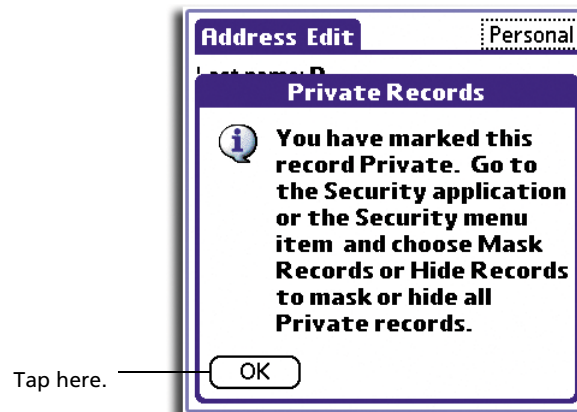 Address Edit Personal
Last name:
Private Records
You have marked this
record Private. Go to
the Security application
or the Security menu
item and choose Mask
Records or Hide Records
to mask or hide all
Private records.
OK
Tap here.